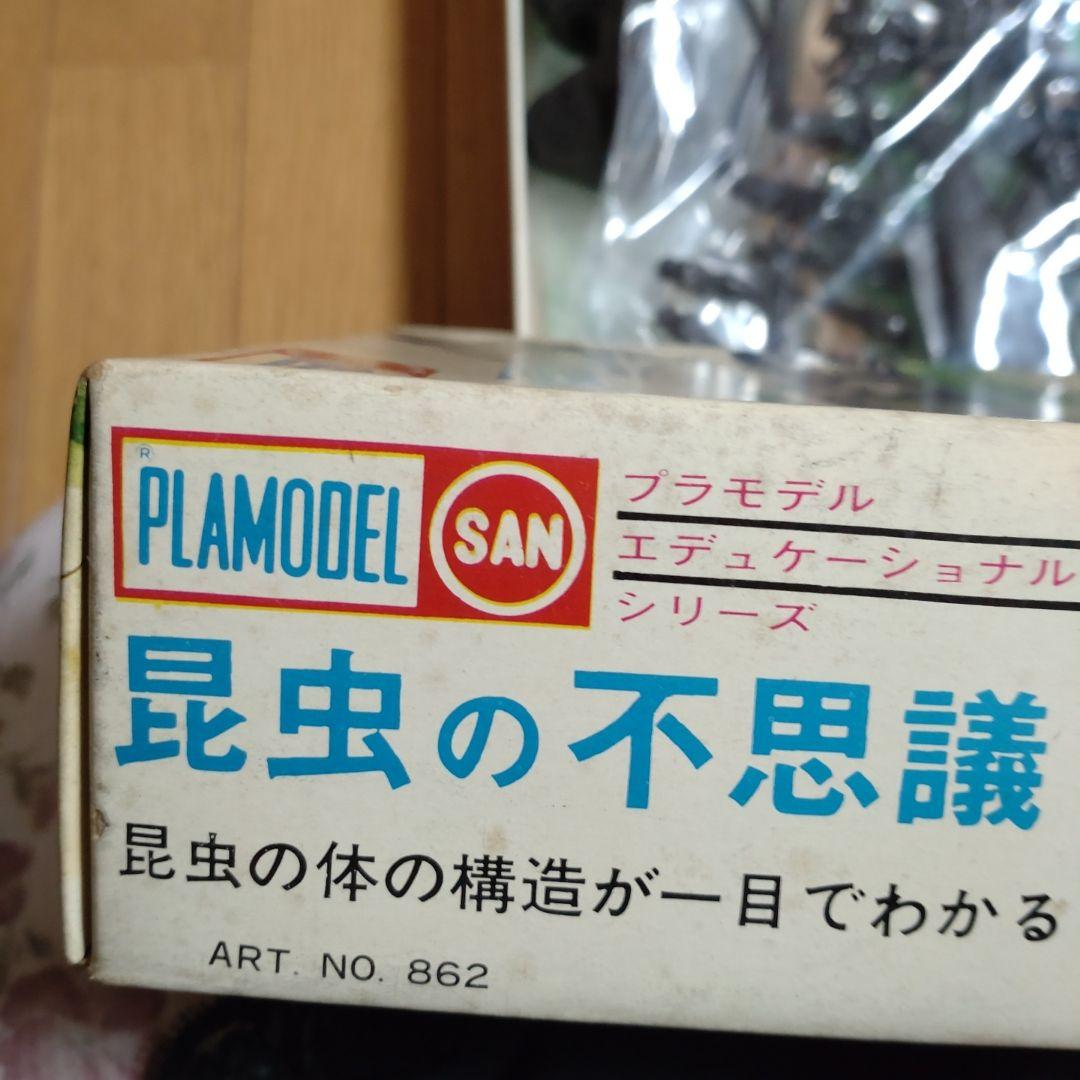 ®
PLAMODEL
SAN
プラモデル
エデュケーショナル
シリーズ
昆虫の不思議
昆虫の体の構造が一目でわかる
ART. NO. 862